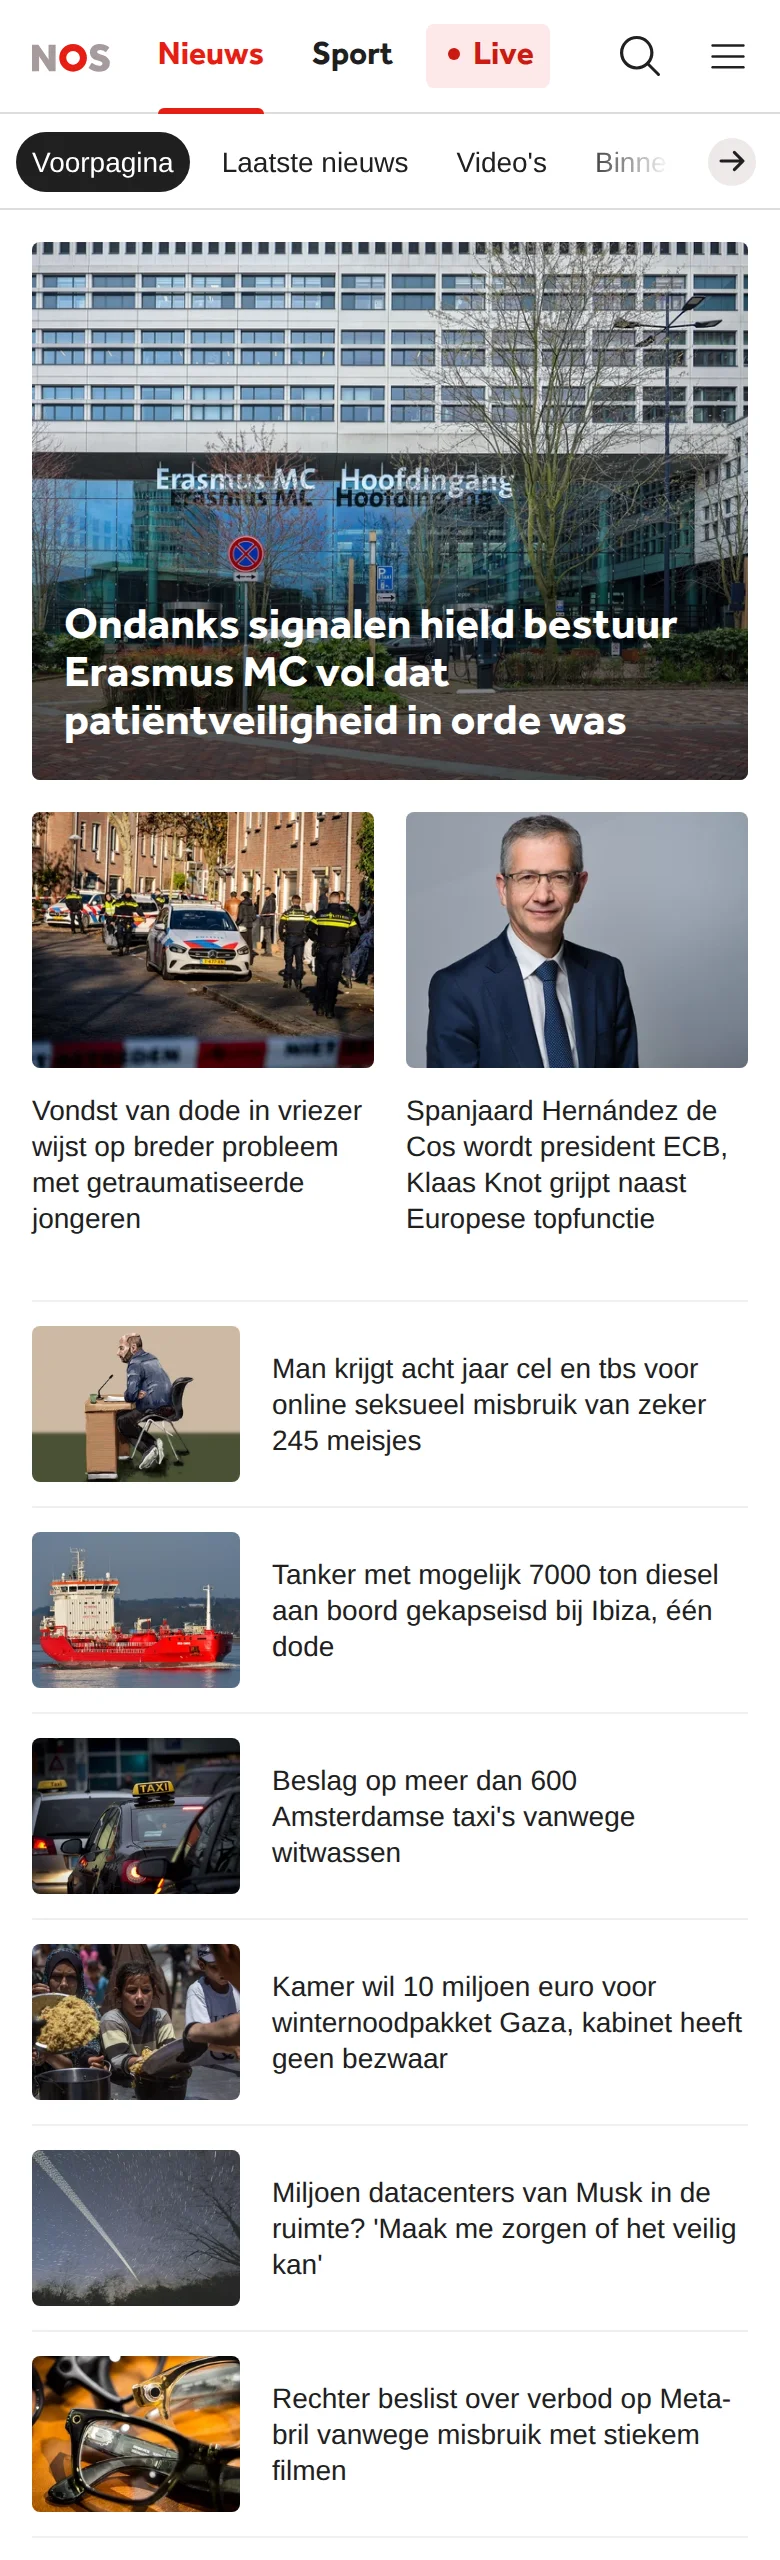 NOS
Nieuws
Sport
Live
Voorpagina
Laatste nieuws
Video's
Binne
Erasmus MC Hoofdingang
P
Ondanks signalen hield bestuur
Erasmus MC vol dat
patiëntveiligheid in orde was
Vondst van dode in vriezer
wijst op breder probleem
met getraumatiseerde
jongeren
Spanjaard Hernández de
Cos wordt president ECB,
Klaas Knot grijpt naast
Europese topfunctie
Man krijgt acht jaar cel en tbs voor
online seksueel misbruik van zeker
245 meisjes
Tanker met mogelijk 7000 ton diesel
aan boord gekapseisd bij Ibiza, één
dode
TAXI
Beslag op meer dan 600
Amsterdamse taxi's vanwege
witwassen
Kamer wil 10 miljoen euro voor
winternoodpakket Gaza, kabinet heeft
geen bezwaar
Miljoen datacenters van Musk in de
ruimte? 'Maak me zorgen of het veilig
kan'
Rechter beslist over verbod op Meta-
bril vanwege misbruik met stiekem
filmen